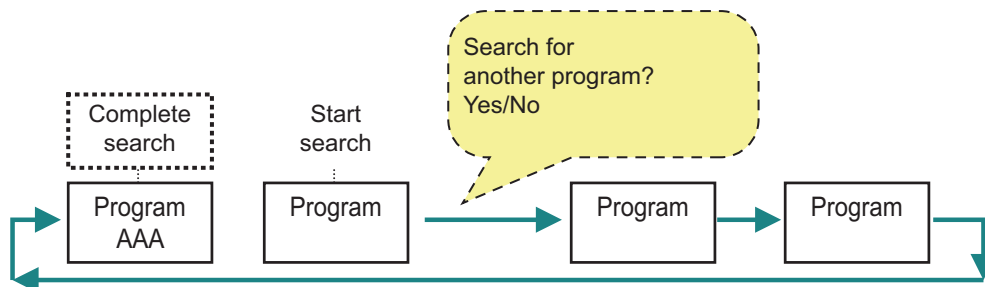 Search for
another program?
Yes/No
Complete
search
Start
search
Program
AAA
Program
Program
Program